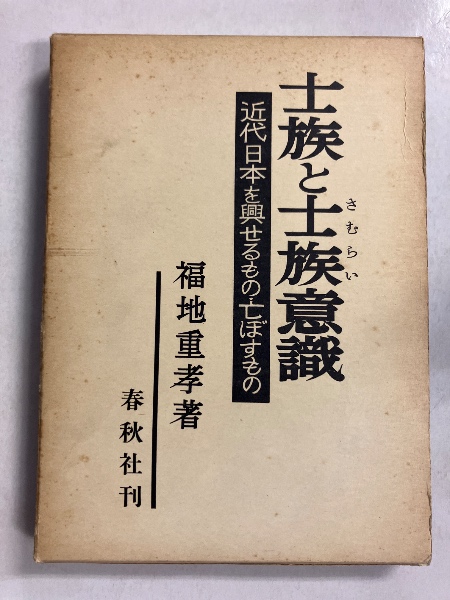 士族と士族意識
さむらい
近代日本を興せるもの・亡ぼすもの
福地重孝著
春秋社刊